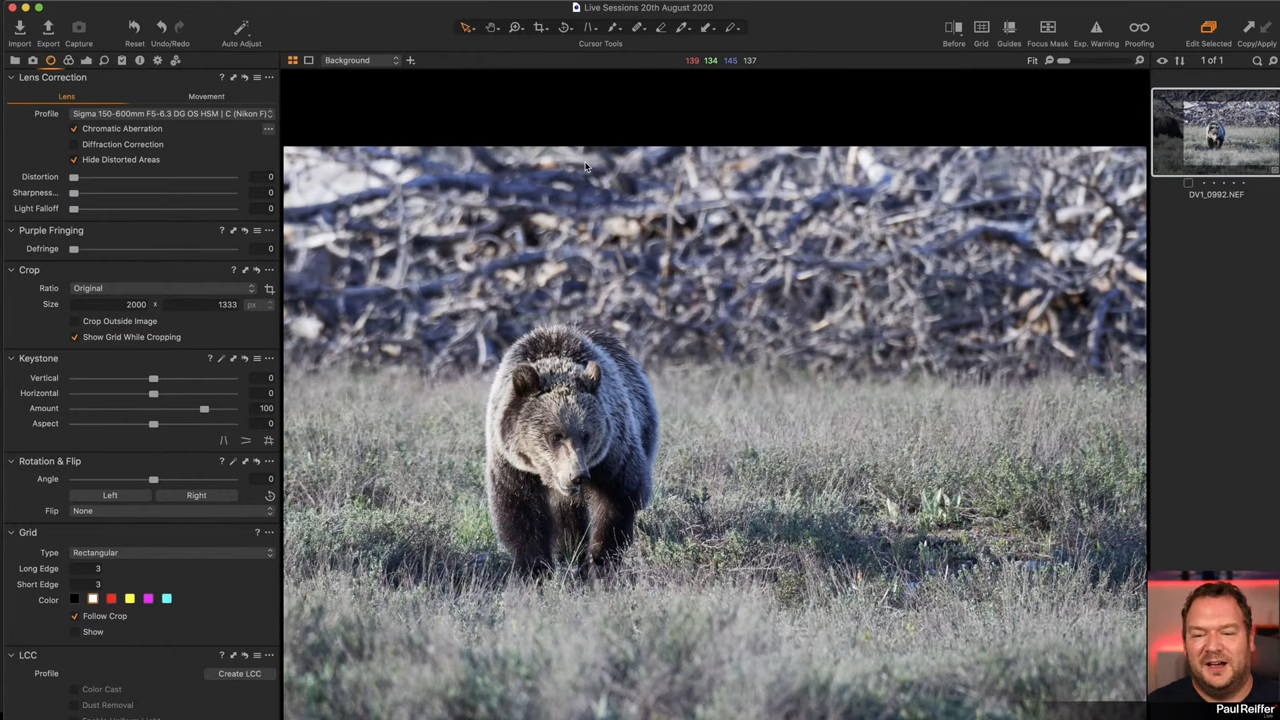 Live Sessions 20th August 2020
Import Export Capture Reset Undo/Redo Auto Adjust Cursor Tools Before Grid Guides Focus Mask Exp. Warning Proofing Edit Selected Copy/Apply
Background 139 134 145 137 Fit 1 of 1
Lens Correction
Lens Movement
Profile Sigma 150-600mm F5-6.3 DG OS HSM | C (Nikon F)
Chromatic Aberration
Diffraction Correction
Hide Distorted Areas
Distortion 0
Sharpness... 0
Light Falloff 0
Purple Fringing
Defringe 0
Crop
Ratio Original
Size 2000 x 1333 px
Crop Outside Image
Show Grid While Cropping
Keystone
Vertical 0
Horizontal 0
Amount 100
Aspect 0
Rotation & Flip
Angle 0
Left Right
Flip None
Grid
Type Rectangular
Long Edge 3
Short Edge 3
Color
Follow Crop
Show
LCC
Profile Create LCC
Color Cast
Dust Removal
DV1_0992.NEF
Paul Reiffer